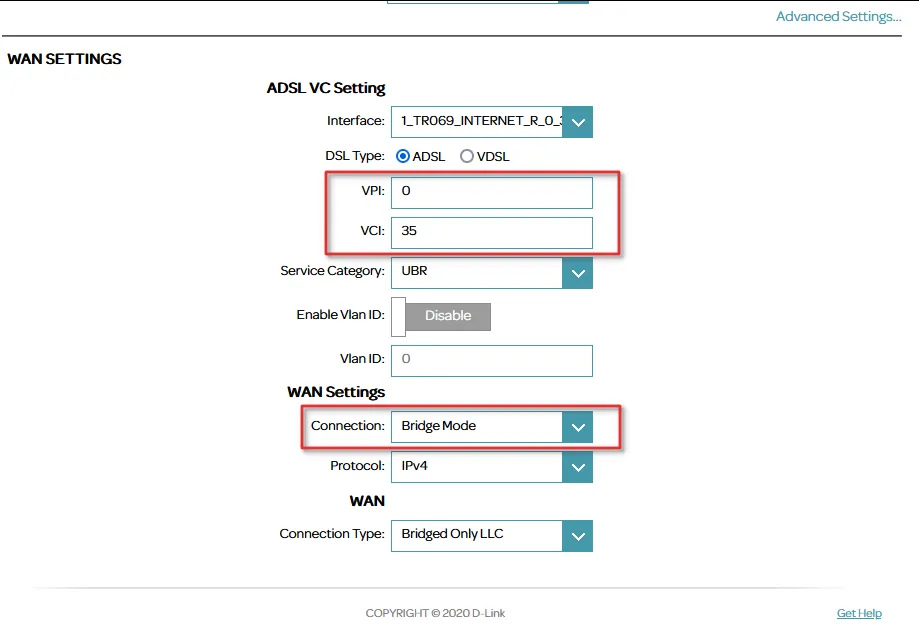 Advanced Settings...
WAN SETTINGS
ADSL VC Setting
Interface: 1_TR069_INTERNET_R_0_3
DSL Type: ADSL VDSL
VPI: 0
VCI: 35
Service Category: UBR
Enable Vlan ID: Disable
Vlan ID: 0
WAN Settings
Connection: Bridge Mode
Protocol: IPv4
WAN
Connection Type: Bridged Only LLC
COPYRIGHT © 2020 D-Link Get Help